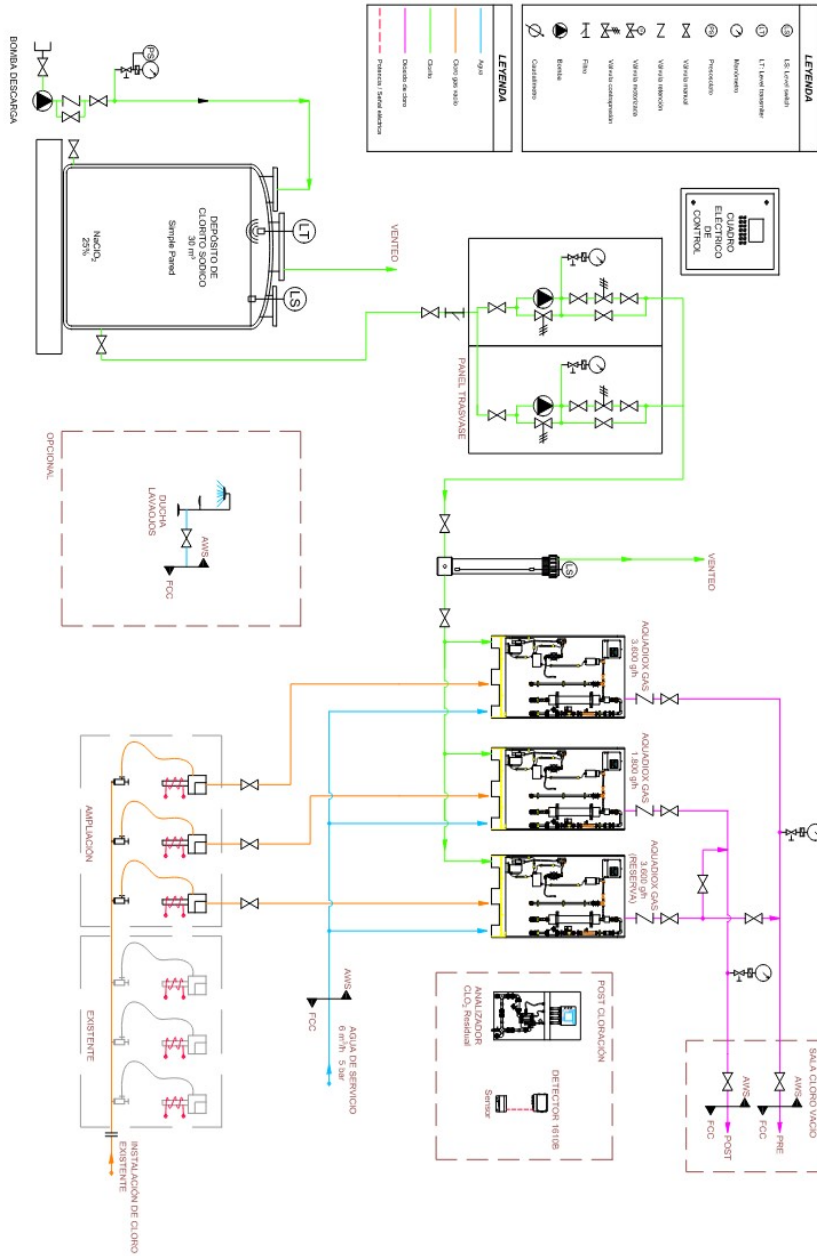 LEYENDA
LS: Level switch
LT: Level transmiter
Manómetro
Presostato
Válvula manual
Válvula retención
Válvula motorizada
Válvula contrapresión
Filtro
Bomba
Caudalímetro
LEYENDA
Agua
Cloro gas vacío
Clorito
Dióxido de cloro
Potencia / Señal eléctrica
CUADRO
ELÉCTRICO
DE
CONTROL
BOMBA DESCARGA
PS
LT
LS
DEPÓSITO DE
CLORITO SÓDICO
30 m³
Simple Pared
NaClO₂
25%
VENTEO
PANEL TRASVASE
OPCIONAL
DUCHA
LAVAOJOS
AWS
FCC
VENTEO
LS
AQUADIOX GAS
3.600 g/h
AQUADIOX GAS
1.800 g/h
AQUADIOX GAS
3.600 g/h
(RESERVA)
AMPLIACIÓN
EXISTENTE
INSTALACIÓN DE CLORO
EXISTENTE
AWS
FCC
AGUA DE SERVICIO
6 m³/h 5 bar
POST CLORACIÓN
ANALIZADOR
CLO₂ Residual
DETECTOR 1610B
Sensor
SALA CLORO VACIO
AWS
FCC
PRE
AWS
FCC
POST